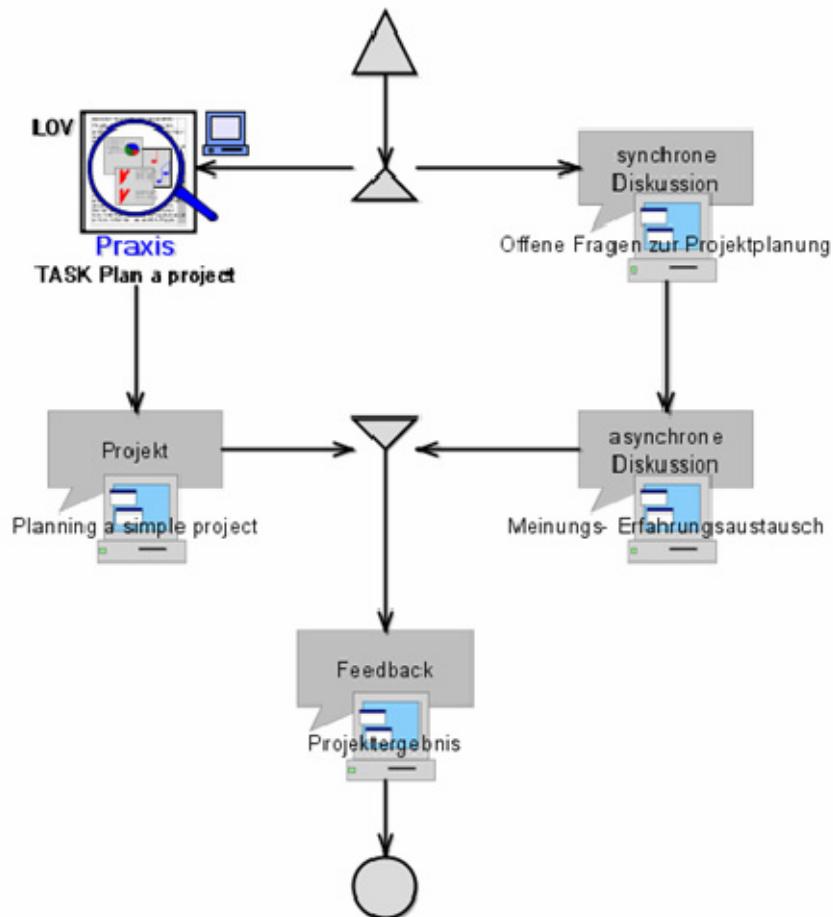 LOV
Praxis
TASK Plan a project
synchrone
Diskussion
Offene Fragen zur Projektplanung
Projekt
Planning a simple project
asynchrone
Diskussion
Meinungs- Erfahrungsaustausch
Feedback
Projektergebnis